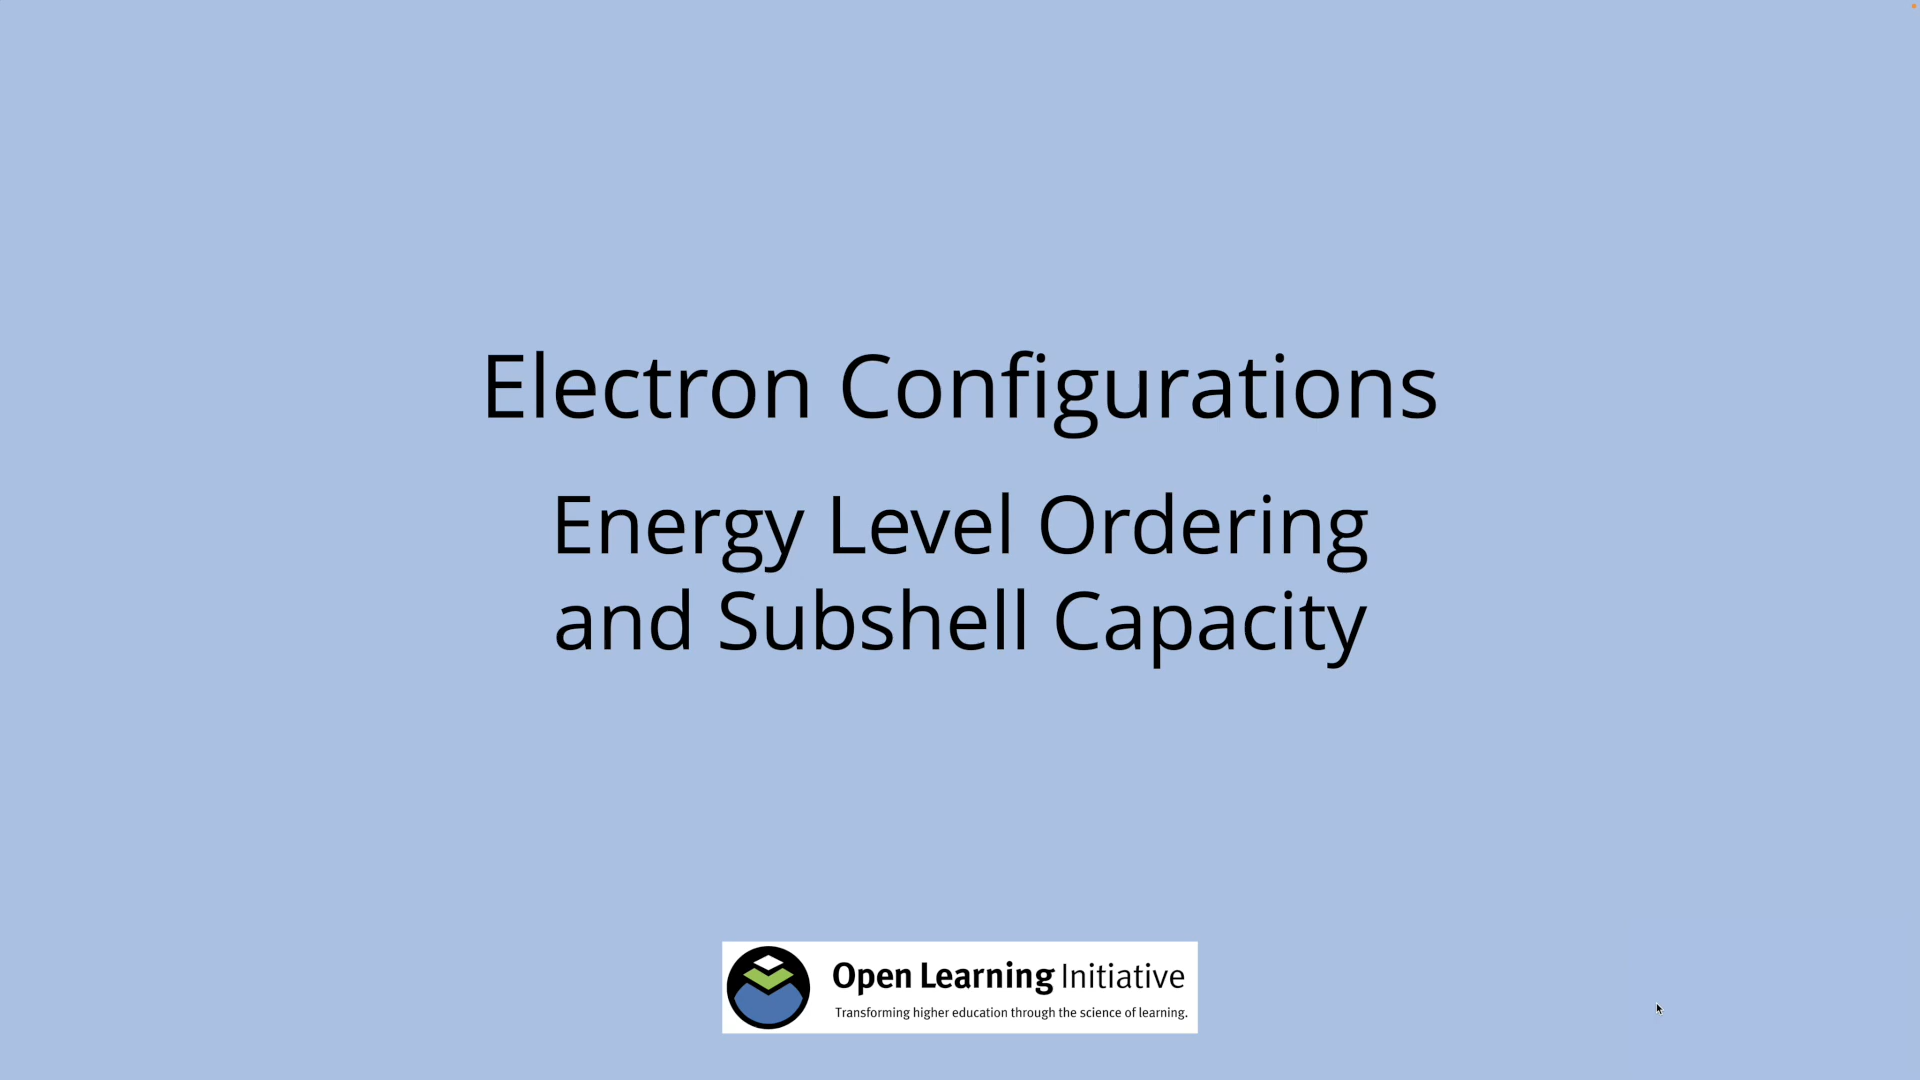 Electron Configurations
Energy Level Ordering
and Subshell Capacity
Open Learning Initiative
Transforming higher education through the science of learning.